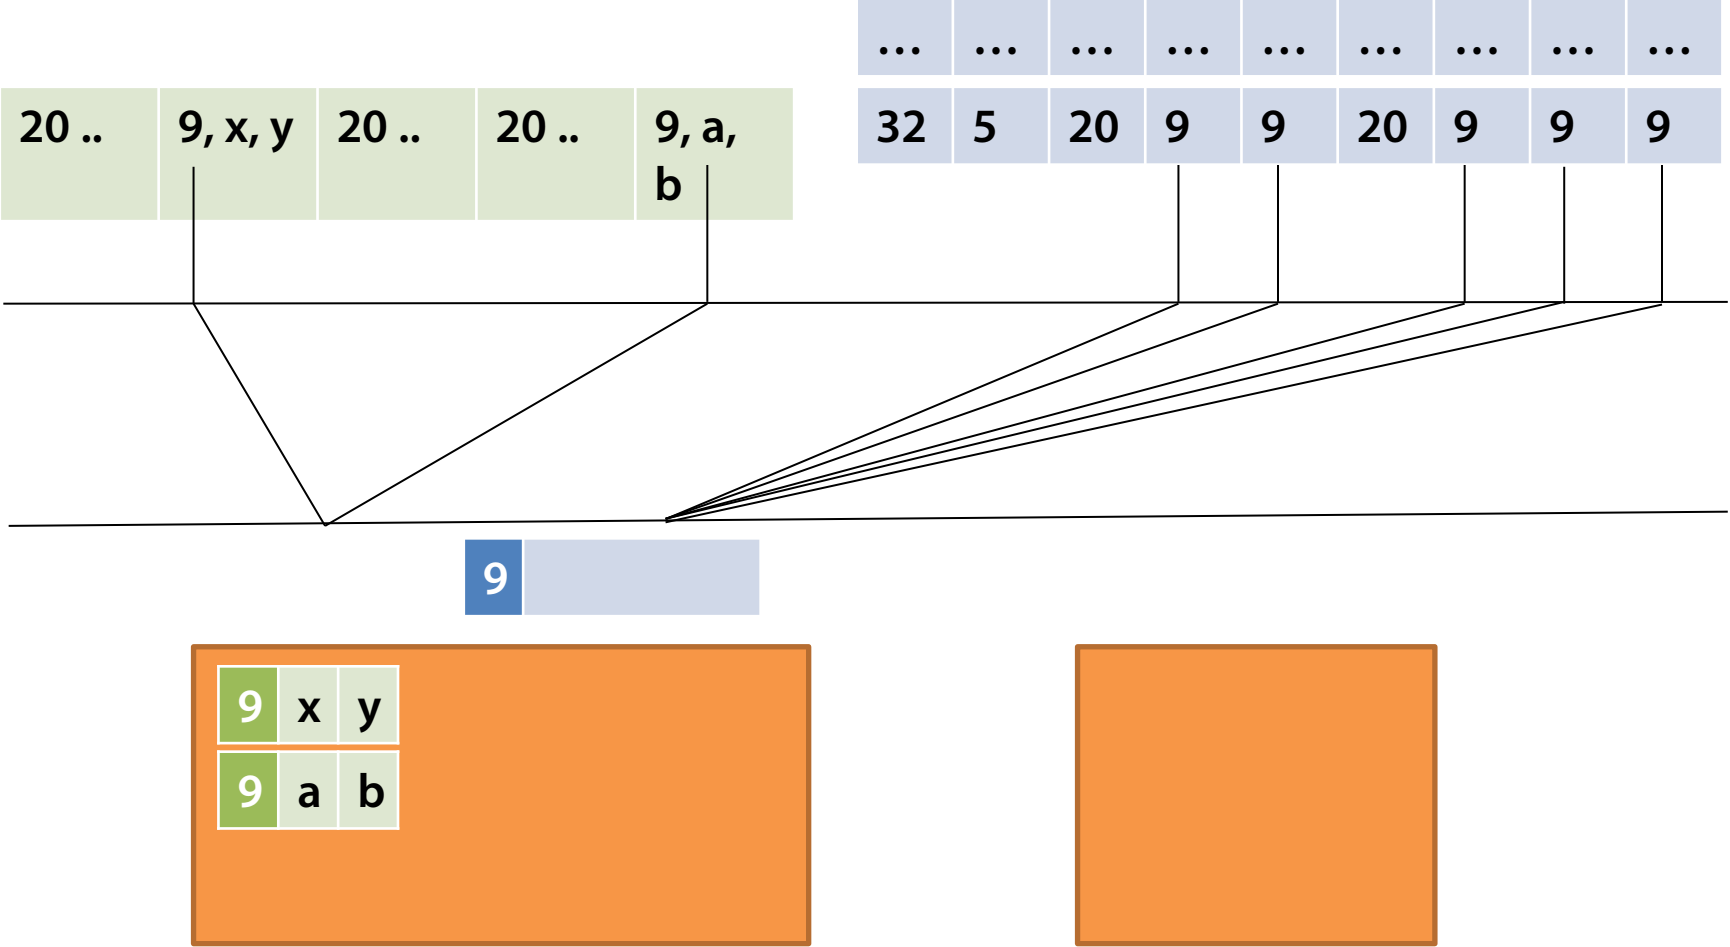 … … … … … … … … …
20 .. 9, x, y 20 .. 20 .. 9, a,
b
32 5 20 9 9 20 9 9 9
9
9 x y
9 a b